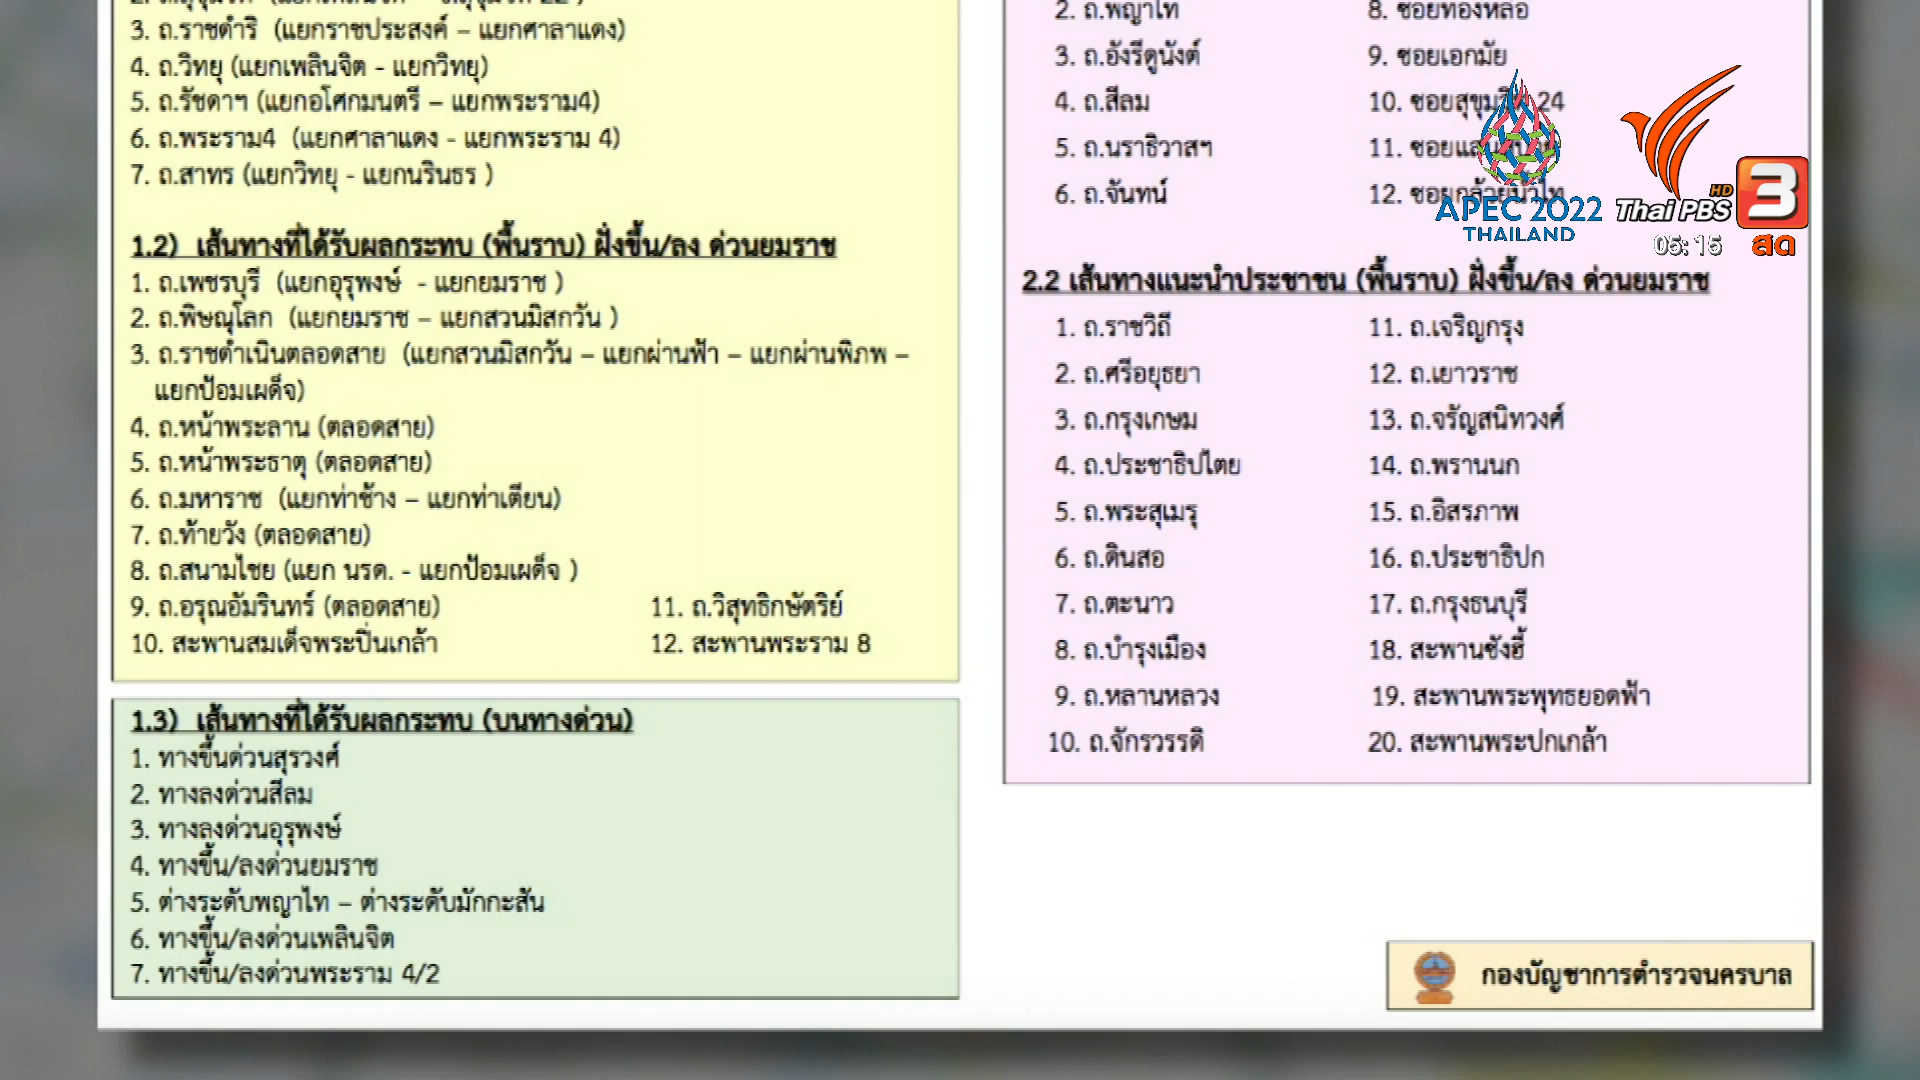 3. ถ.ราชดำริ (แยกราชประสงค์ – แยกศาลาแดง)
4. ถ.วิทยุ (แยกเพลินจิต - แยกวิทยุ)
5. ถ.รัชดาฯ (แยกอโศกมนตรี – แยกพระราม4)
6. ถ.พระราม4 (แยกศาลาแดง - แยกพระราม 4)
7. ถ.สาทร (แยกวิทยุ - แยกนรินธร )
1.2) เส้นทางที่ได้รับผลกระทบ (พื้นราบ) ฝั่งขึ้น/ลง ด่วนยมราช
1. ถ.เพชรบุรี (แยกอุรุพงษ์ - แยกยมราช )
2. ถ.พิษณุโลก (แยกยมราช – แยกสวนมิสกวัน )
3. ถ.ราชดำเนินตลอดสาย (แยกสวนมิสกวัน – แยกผ่านฟ้า – แยกผ่านพิภพ –
แยกป้อมเผด็จ)
4. ถ.หน้าพระลาน (ตลอดสาย)
5. ถ.หน้าพระธาตุ (ตลอดสาย)
6. ถ.มหาราช (แยกท่าช้าง – แยกท่าเตียน)
7. ถ.ท้ายวัง (ตลอดสาย)
8. ถ.สนามไชย (แยก นรด. - แยกป้อมเผด็จ )
9. ถ.อรุณอัมรินทร์ (ตลอดสาย)
10. สะพานสมเด็จพระปิ่นเกล้า
11. ถ.วิสุทธิกษัตริย์
12. สะพานพระราม 8
1.3) เส้นทางที่ได้รับผลกระทบ (บนทางด่วน)
1. ทางขึ้นด่วนสุรวงศ์
2. ทางลงด่วนสีลม
3. ทางลงด่วนอุรุพงษ์
4. ทางขึ้น/ลงด่วนยมราช
5. ต่างระดับพญาไท – ต่างระดับมักกะสัน
6. ทางขึ้น/ลงด่วนเพลินจิต
7. ทางขึ้น/ลงด่วนพระราม 4/2
2. ถ.พญาไท
3. ถ.อังรีดูนังต์
4. ถ.สีลม
5. ถ.นราธิวาสฯ
6. ถ.จันทน์
8. ซอยทองหล่อ
9. ซอยเอกมัย
10. ซอยสุขุมวิท 24
11.
12.
2.2 เส้นทางแนะนำประชาชน (พื้นราบ) ฝั่งขึ้น/ลง ด่วนยมราช
1. ถ.ราชวิถี
2. ถ.ศรีอยุธยา
3. ถ.กรุงเกษม
4. ถ.ประชาธิปไตย
5. ถ.พระสุเมรุ
6. ถ.ดินสอ
7. ถ.ตะนาว
8. ถ.บำรุงเมือง
9. ถ.หลานหลวง
10. ถ.จักรวรรดิ
11. ถ.เจริญกรุง
12. ถ.เยาวราช
13. ถ.จรัญสนิทวงศ์
14. ถ.พรานนก
15. ถ.อิสรภาพ
16. ถ.ประชาธิปก
17. ถ.กรุงธนบุรี
18. สะพานซังฮี้
19. สะพานพระพุทธยอดฟ้า
20. สะพานพระปกเกล้า
กองบัญชาการตำรวจนครบาล
APEC 2022
THAILAND
Thai PBS HD
3
05:15
สด